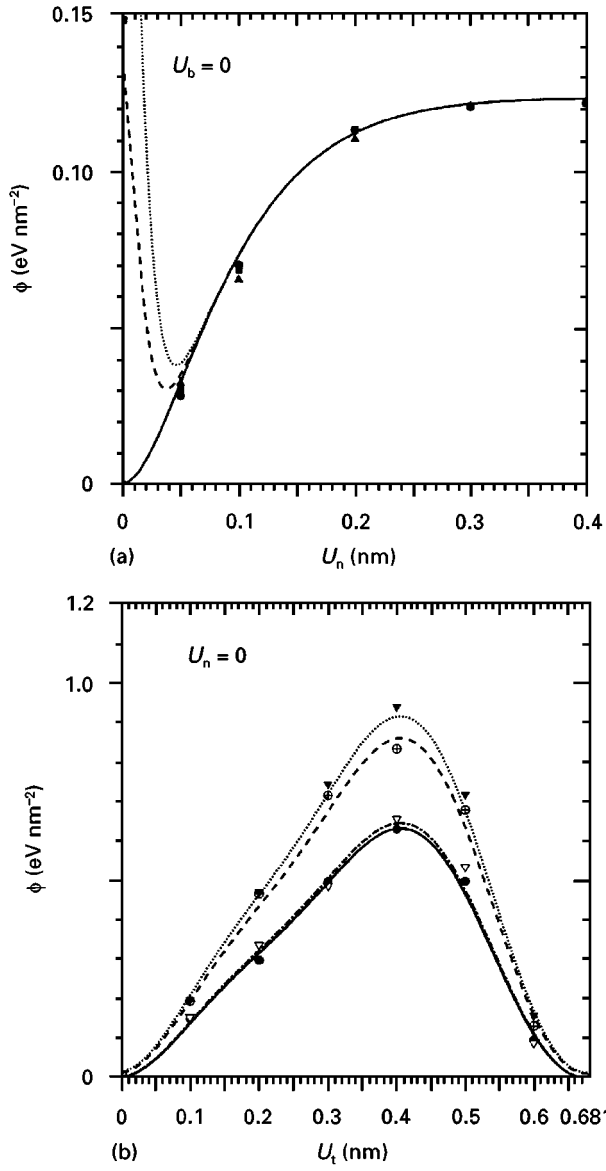 0.15
U_b = 0
0.10
ϕ (eV nm⁻²)
0
0 0.1 0.2 0.3 0.4
(a) U_n (nm)
1.2
U_n = 0
1.0
ϕ (eV nm⁻²)
0
0 0.1 0.2 0.3 0.4 0.5 0.6 0.681
(b) U_t (nm)